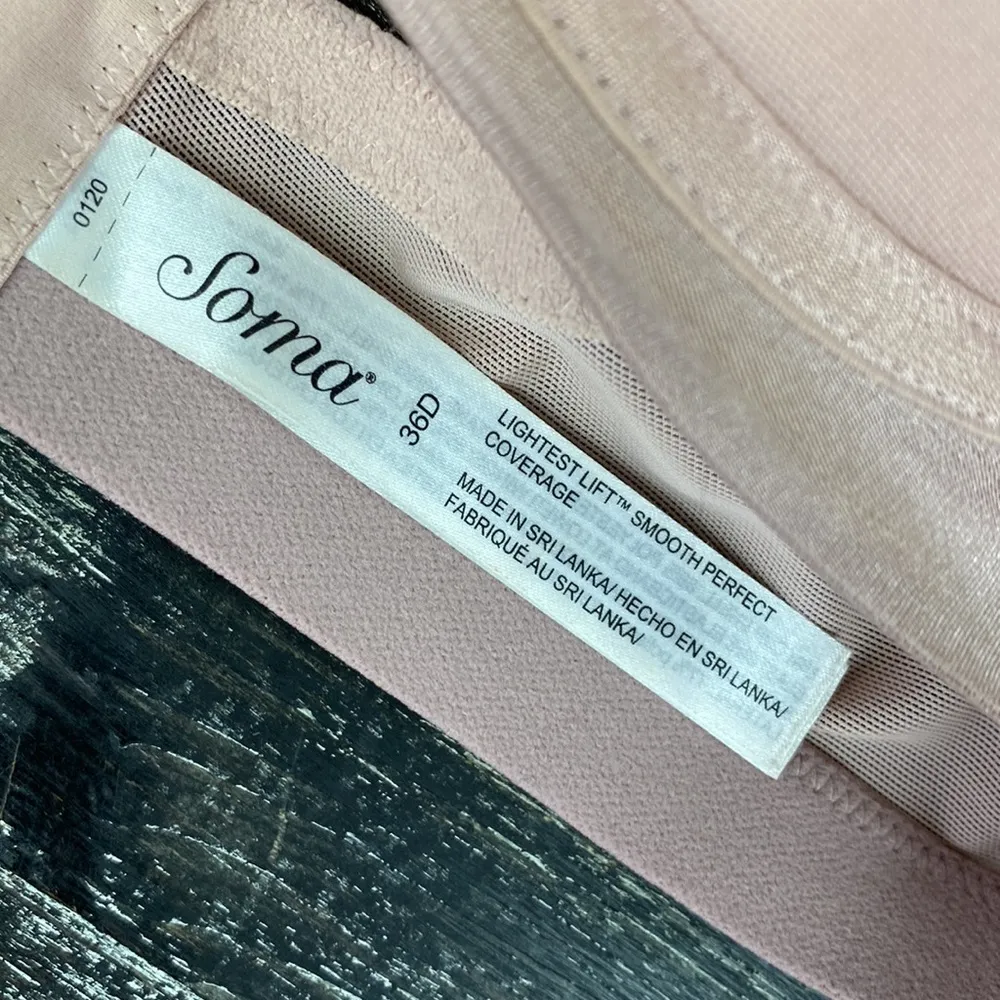 0120
Soma®
36D
LIGHTEST LIFT™ SMOOTH PERFECT
COVERAGE
MADE IN SRI LANKA/ HECHO EN SRI LANKA/
FABRIQUÉ AU SRI LANKA/